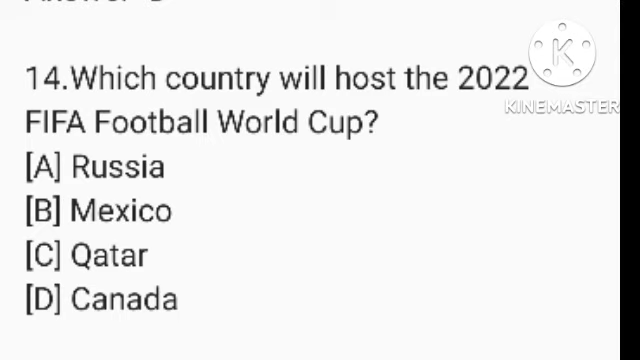 14.Which country will host the 2022
KINEMASTER
FIFA Football World Cup?
[A] Russia
[B] Mexico
[C] Qatar
[D] Canada